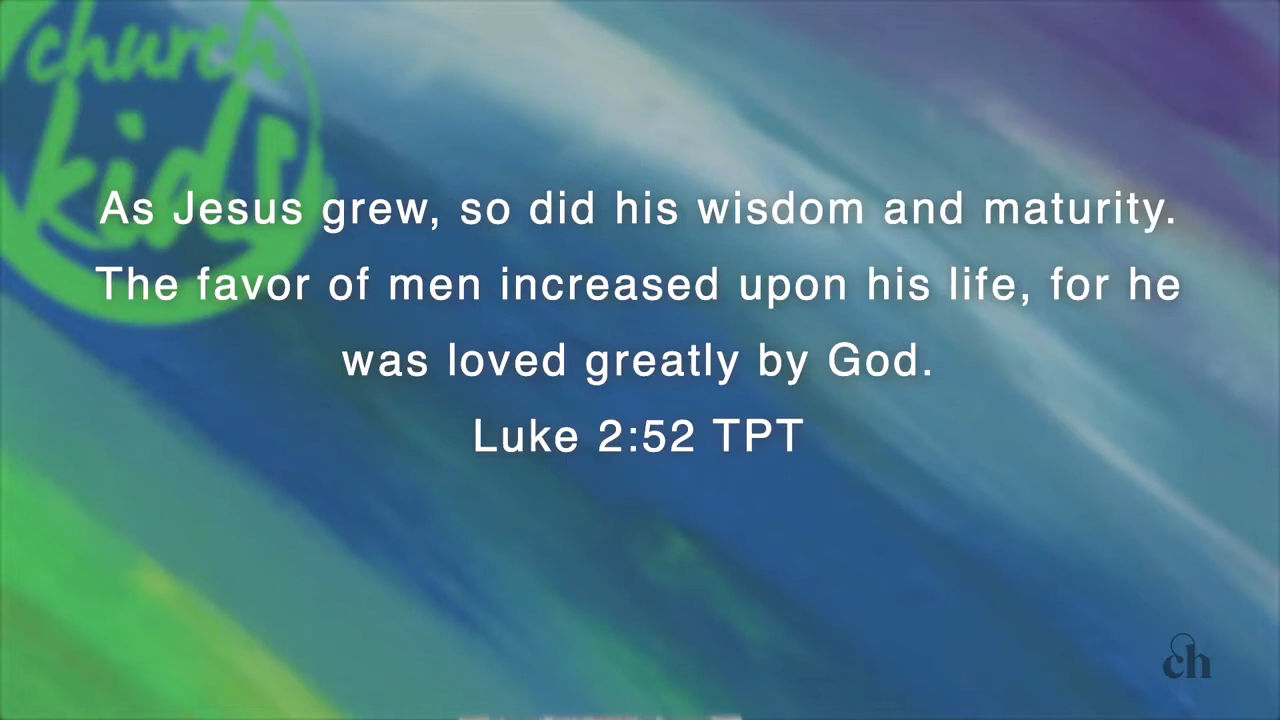 church
kids
As Jesus grew, so did his wisdom and maturity.
The favor of men increased upon his life, for he
was loved greatly by God.
Luke 2:52 TPT
ch